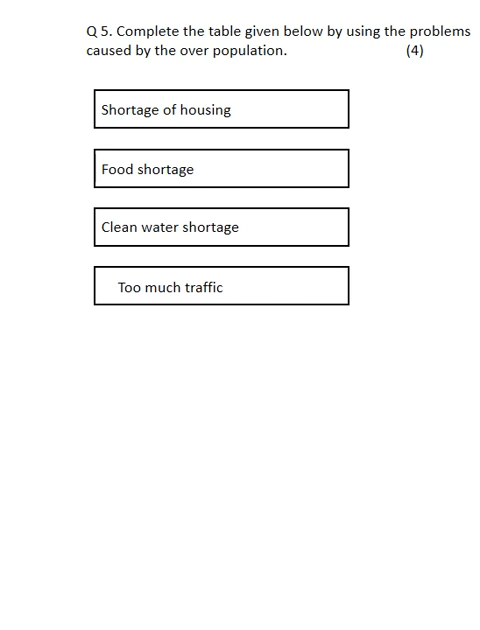 Q 5. Complete the table given below by using the problems
caused by the over population. (4)
Shortage of housing
Food shortage
Clean water shortage
Too much traffic